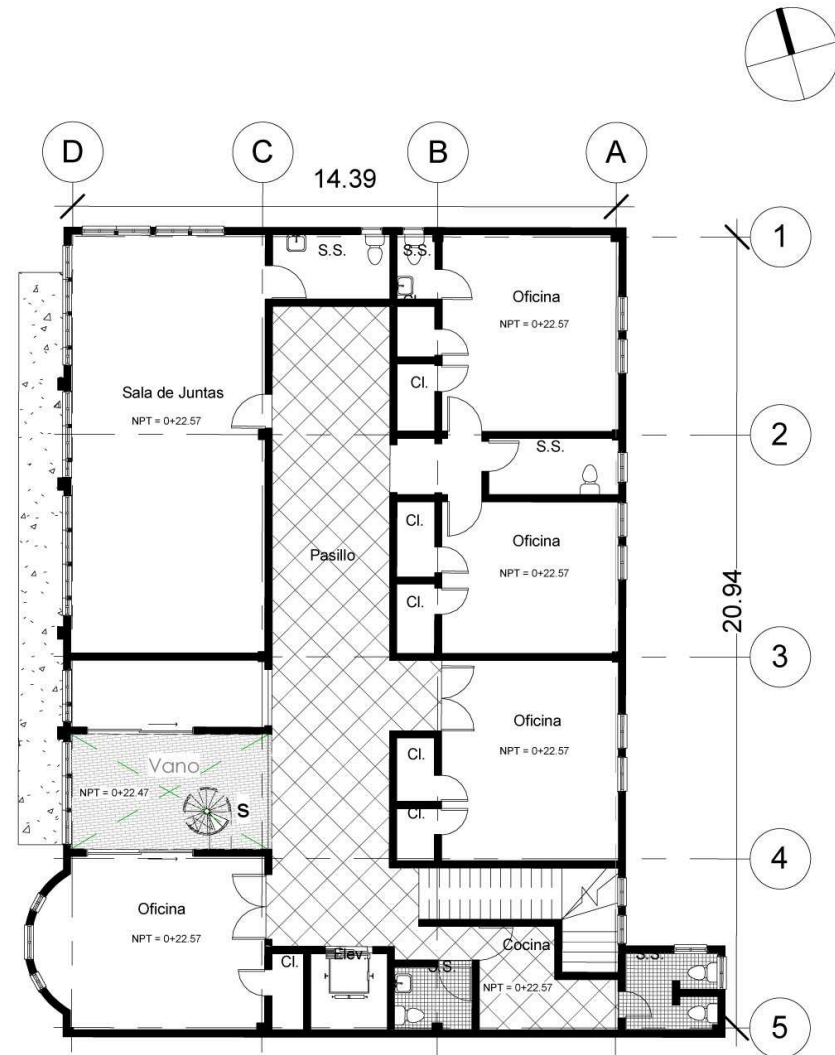 D
C
B
A
14.39
1
S.S.
S.S.
Cl.
Oficina
NPT = 0+22.57
Cl.
Sala de Juntas
NPT = 0+22.57
2
S.S.
Cl.
Oficina
NPT = 0+22.57
Pasillo
Cl.
20.94
3
Oficina
NPT = 0+22.57
Cl.
Vano
NPT = 0+22.47
S
Cl.
4
Oficina
NPT = 0+22.57
Cocina
Cl.
Elev.
S.S.
S.S.
NPT = 0+22.57
5